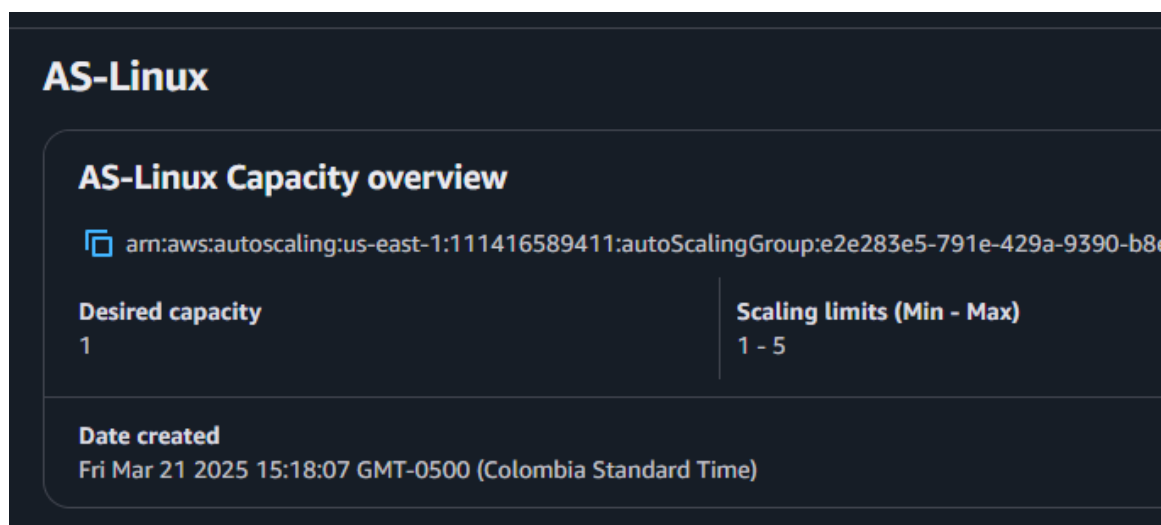 AS-Linux
AS-Linux Capacity overview
arn:aws:autoscaling:us-east-1:111416589411:autoScalingGroup:e2e283e5-791e-429a-9390-b8
Desired capacity
Scaling limits (Min - Max)
1
1 - 5
Date created
Fri Mar 21 2025 15:18:07 GMT-0500 (Colombia Standard Time)